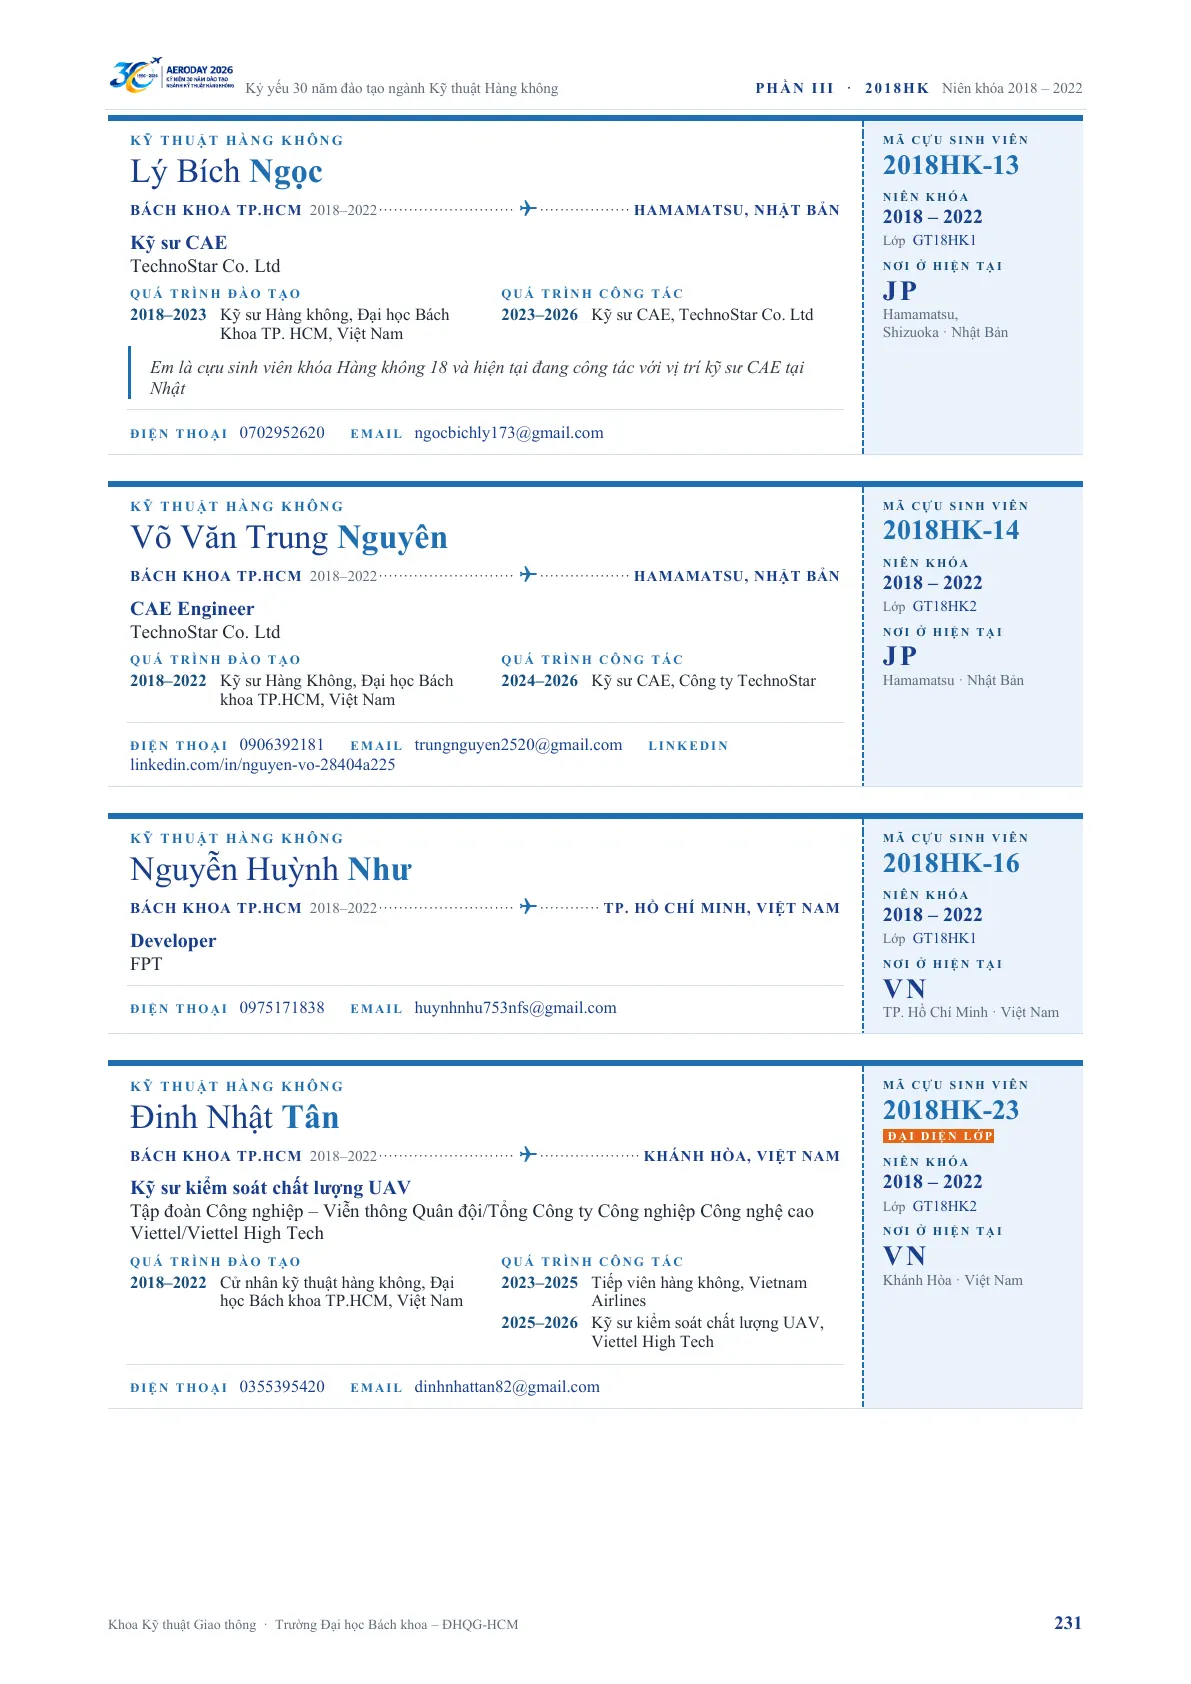 30 1996 - 2026 AERODAY 2026
KỶ NIỆM 30 NĂM ĐÀO TẠO
NGÀNH KỸ THUẬT HÀNG KHÔNG
Kỷ yếu 30 năm đào tạo ngành Kỹ thuật Hàng không
PHẦN III · 2018HK Niên khóa 2018 – 2022
KỸ THUẬT HÀNG KHÔNG
Lý Bích Ngọc
BÁCH KHOA TP.HCM 2018–2022 HAMAMATSU, NHẬT BẢN
Kỹ sư CAE
TechnoStar Co. Ltd
QUÁ TRÌNH ĐÀO TẠO
2018–2023 Kỹ sư Hàng không, Đại học Bách
Khoa TP. HCM, Việt Nam
QUÁ TRÌNH CÔNG TÁC
2023–2026 Kỹ sư CAE, TechnoStar Co. Ltd
Em là cựu sinh viên khóa Hàng không 18 và hiện tại đang công tác với vị trí kỹ sư CAE tại
Nhật
ĐIỆN THOẠI 0702952620 EMAIL ngocbichly173@gmail.com
MÃ CỰU SINH VIÊN
2018HK-13
NIÊN KHÓA
2018 – 2022
Lớp GT18HK1
NƠI Ở HIỆN TẠI
JP
Hamamatsu,
Shizuoka · Nhật Bản
KỸ THUẬT HÀNG KHÔNG
Võ Văn Trung Nguyên
BÁCH KHOA TP.HCM 2018–2022 HAMAMATSU, NHẬT BẢN
CAE Engineer
TechnoStar Co. Ltd
QUÁ TRÌNH ĐÀO TẠO
2018–2022 Kỹ sư Hàng Không, Đại học Bách
khoa TP.HCM, Việt Nam
QUÁ TRÌNH CÔNG TÁC
2024–2026 Kỹ sư CAE, Công ty TechnoStar
ĐIỆN THOẠI 0906392181 EMAIL trungnguyen2520@gmail.com LINKEDIN
linkedin.com/in/nguyen-vo-28404a225
MÃ CỰU SINH VIÊN
2018HK-14
NIÊN KHÓA
2018 – 2022
Lớp GT18HK2
NƠI Ở HIỆN TẠI
JP
Hamamatsu · Nhật Bản
KỸ THUẬT HÀNG KHÔNG
Nguyễn Huỳnh Như
BÁCH KHOA TP.HCM 2018–2022 TP. HỒ CHÍ MINH, VIỆT NAM
Developer
FPT
ĐIỆN THOẠI 0975171838 EMAIL huynhnhu753nfs@gmail.com
MÃ CỰU SINH VIÊN
2018HK-16
NIÊN KHÓA
2018 – 2022
Lớp GT18HK1
NƠI Ở HIỆN TẠI
VN
TP. Hồ Chí Minh · Việt Nam
KỸ THUẬT HÀNG KHÔNG
Đinh Nhật Tân
BÁCH KHOA TP.HCM 2018–2022 KHÁNH HÒA, VIỆT NAM
Kỹ sư kiểm soát chất lượng UAV
Tập đoàn Công nghiệp – Viễn thông Quân đội/Tổng Công ty Công nghiệp Công nghệ cao
Viettel/Viettel High Tech
QUÁ TRÌNH ĐÀO TẠO
2018–2022 Cử nhân kỹ thuật hàng không, Đại
học Bách khoa TP.HCM, Việt Nam
QUÁ TRÌNH CÔNG TÁC
2023–2025 Tiếp viên hàng không, Vietnam
Airlines
2025–2026 Kỹ sư kiểm soát chất lượng UAV,
Viettel High Tech
ĐIỆN THOẠI 0355395420 EMAIL dinhnhattan82@gmail.com
MÃ CỰU SINH VIÊN
2018HK-23
ĐẠI DIỆN LỚP
NIÊN KHÓA
2018 – 2022
Lớp GT18HK2
NƠI Ở HIỆN TẠI
VN
Khánh Hòa · Việt Nam
Khoa Kỹ thuật Giao thông · Trường Đại học Bách khoa – ĐHQG-HCM
231